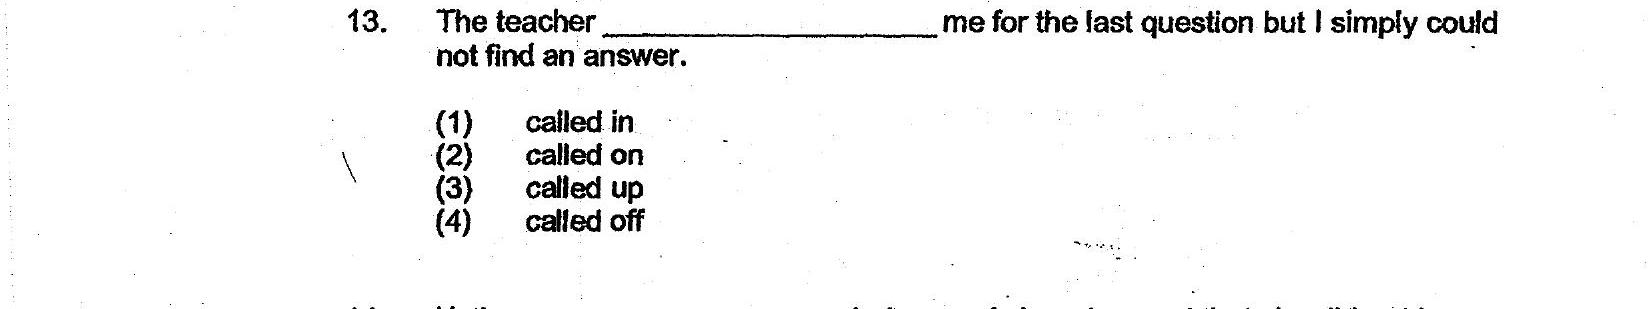 13. The teacher ____________________ me for the last question but I simply could
not find an answer.
(1) called in
(2) called on
(3) called up
(4) called off